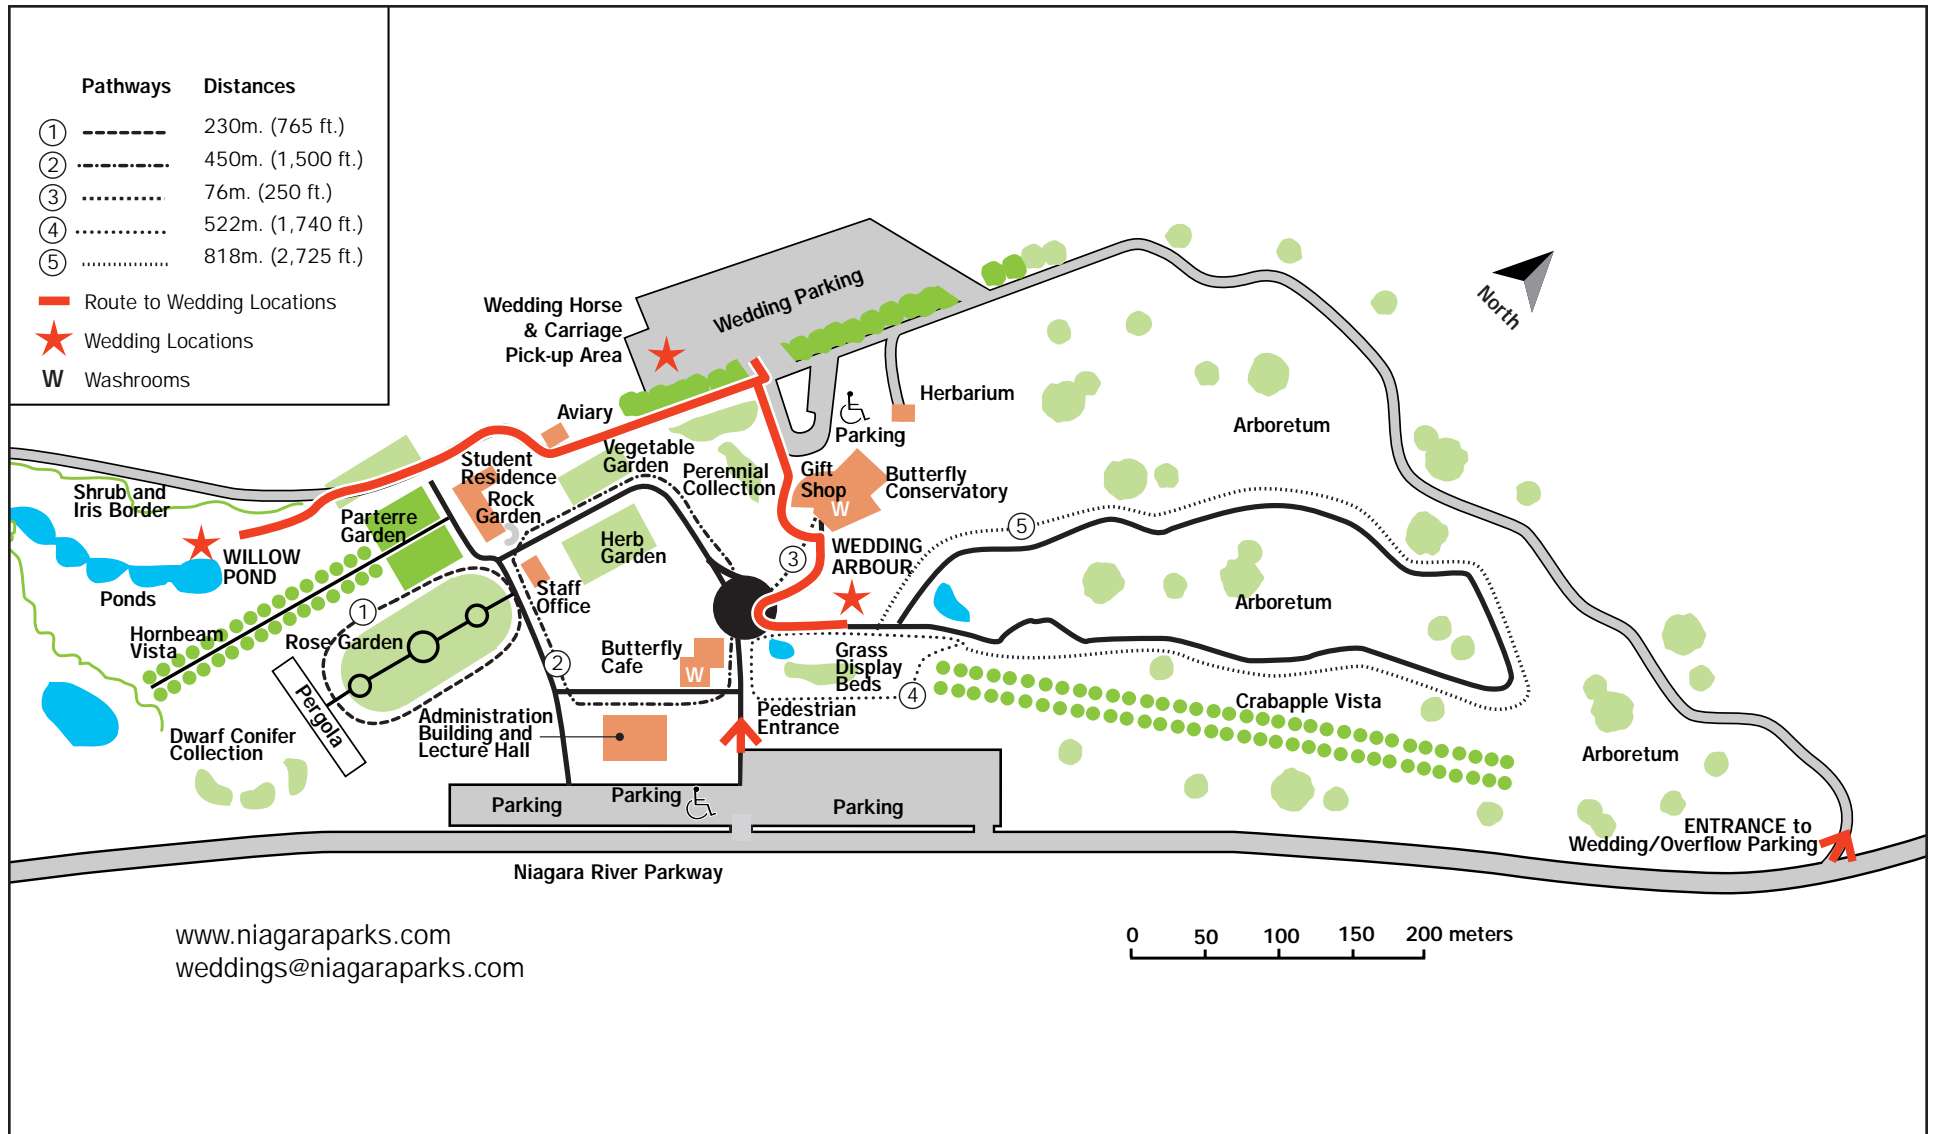 Pathways Distances
1 230m. (765 ft.)
2 450m. (1,500 ft.)
3 76m. (250 ft.)
4 522m. (1,740 ft.)
5 818m. (2,725 ft.)
Route to Wedding Locations
Wedding Locations
W Washrooms
North
Wedding Parking
Wedding Horse
& Carriage
Pick-up Area
Aviary
Herbarium
Parking
Arboretum
Student
Residence
Vegetable
Garden
Perennial
Collection
Gift
Shop
W
Butterfly
Conservatory
Shrub and
Iris Border
Rock
Garden
Parterre
Garden
Herb
Garden
5
3
WEDDING
ARBOUR
WILLOW
POND
Ponds
Staff
Office
1
Arboretum
Hornbeam
Vista
Rose Garden
2
Butterfly
Cafe
W
Grass
Display
Beds
4
Crabapple Vista
Pergola
Pedestrian
Entrance
Administration
Building and
Lecture Hall
Dwarf Conifer
Collection
Arboretum
Parking
Parking
Parking
ENTRANCE to
Wedding/Overflow Parking
Niagara River Parkway
www.niagaraparks.com
weddings@niagaraparks.com
0 50 100 150 200 meters